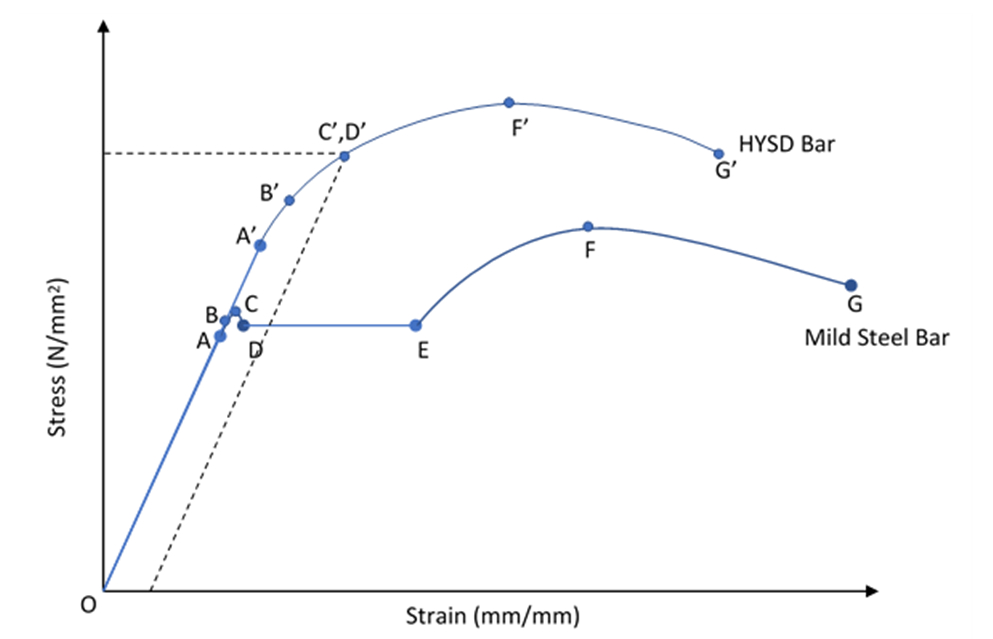 C’,D’
F’
HYSD Bar
G’
B’
A’
F
B
C
A
D
E
G
Mild Steel Bar
Stress (N/mm²)
O
Strain (mm/mm)